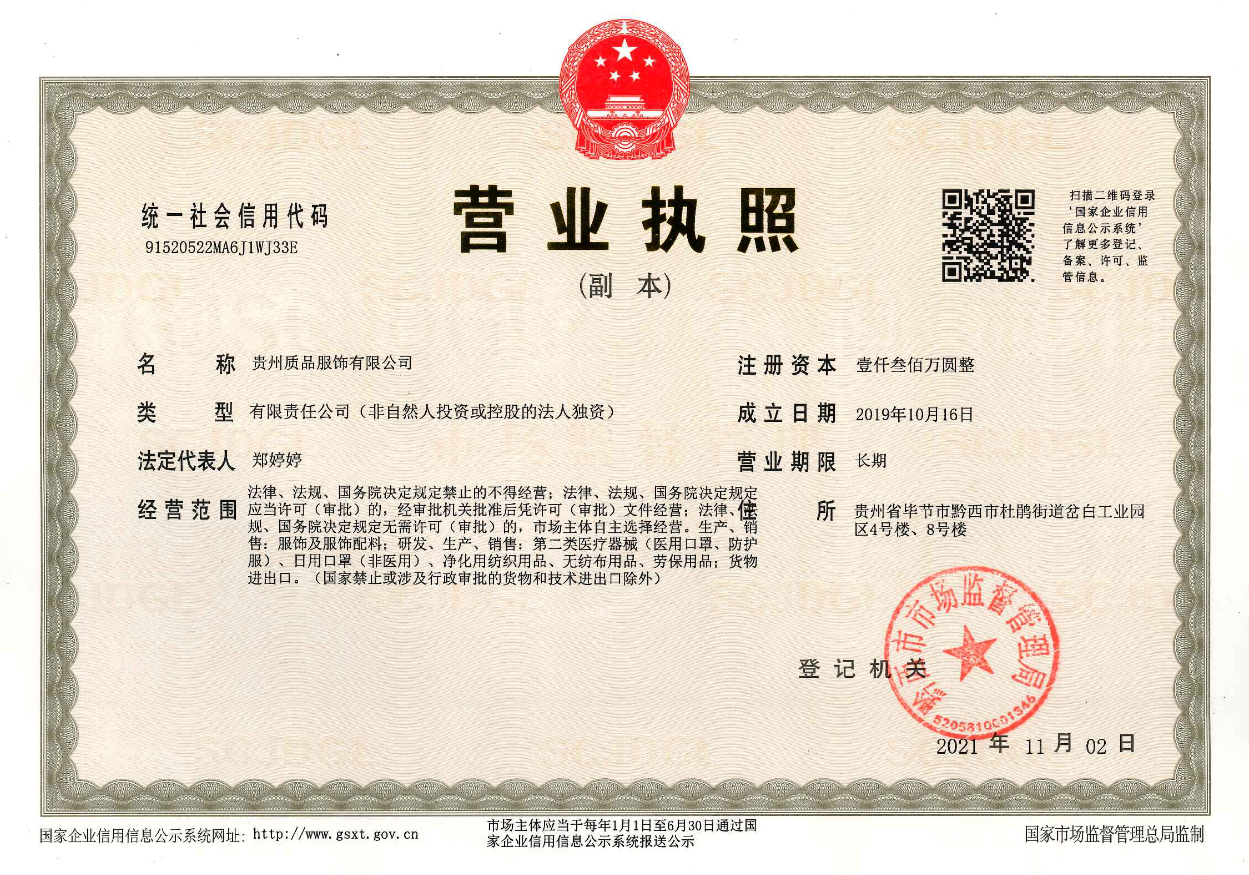 营业执照
(副 本)
统一社会信用代码
91520522MA6J1WJ33E
扫描二维码登录
'国家企业信用
信息公示系统'
了解更多登记、
备案、许可、监
管信息。
名 称 贵州质品服饰有限公司
类 型 有限责任公司（非自然人投资或控股的法人独资）
法定代表人 郑婷婷
经营范围
法律、法规、国务院决定规定禁止的不得经营；法律、法规、国务院决定规定
应当许可（审批）的，经审批机关批准后凭许可（审批）文件经营；法律、法
规、国务院决定规定无需许可（审批）的，市场主体自主选择经营。生产、销
售：服饰及服饰配料；研发、生产、销售：第二类医疗器械（医用口罩、防护
服）、日用口罩（非医用）、净化用纺织用品、无纺布用品、劳保用品；货物
进出口。（国家禁止或涉及行政审批的货物和技术进出口除外）
注册资本 壹仟叁佰万圆整
成立日期 2019年10月16日
营业期限 长期
住 所 贵州省毕节市黔西市杜鹃街道岔白工业园
区4号楼、8号楼
登记机关
黔西市市场监督管理局
5205810001346
2021 年 11 月 02 日
国家企业信用信息公示系统网址：http://www.gsxt.gov.cn
市场主体应当于每年1月1日至6月30日通过国
家企业信用信息公示系统报送公示
国家市场监督管理总局监制